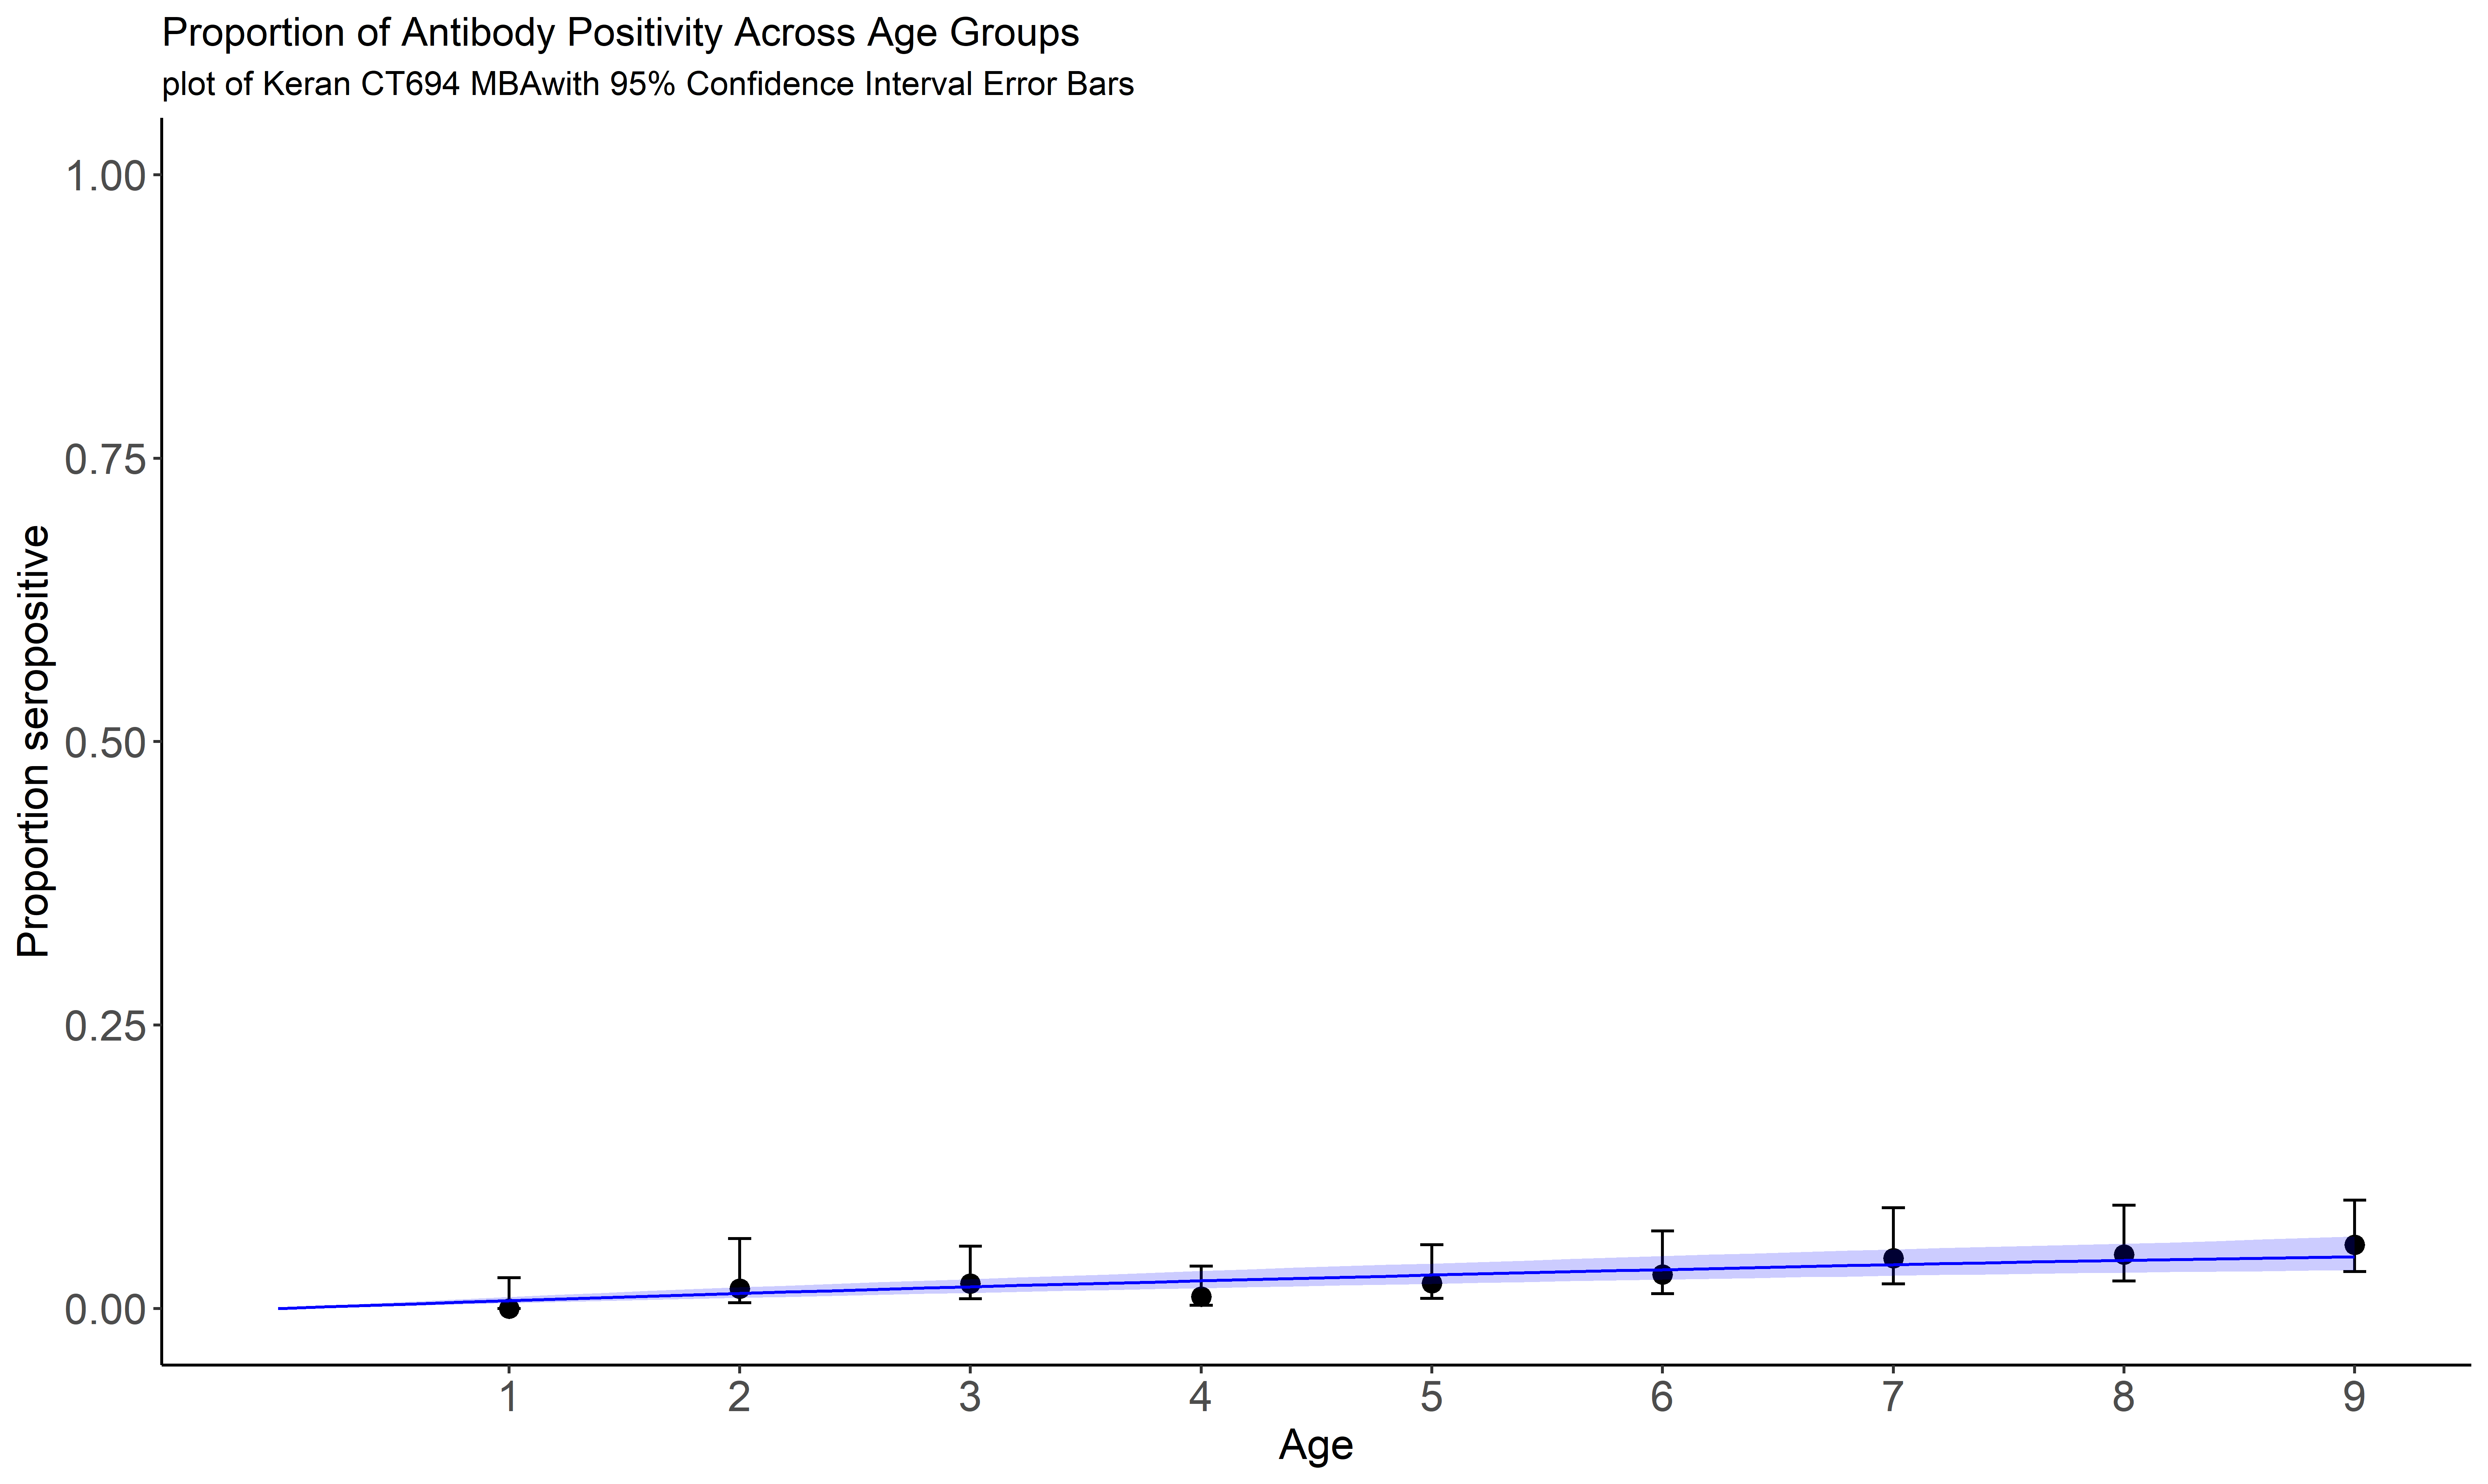 Proportion of Antibody Positivity Across Age Groups
plot of Keran CT694 MBAwith 95% Confidence Interval Error Bars
Proportion seropositive
1.00
0.75
0.50
0.25
0.00
1 2 3 4 5 6 7 8 9
Age